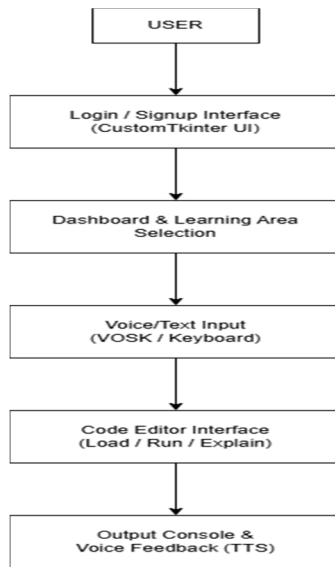 USER
Login / Signup Interface
(CustomTkinter UI)
Dashboard & Learning Area
Selection
Voice/Text Input
(VOSK / Keyboard)
Code Editor Interface
(Load / Run / Explain)
Output Console &
Voice Feedback (TTS)